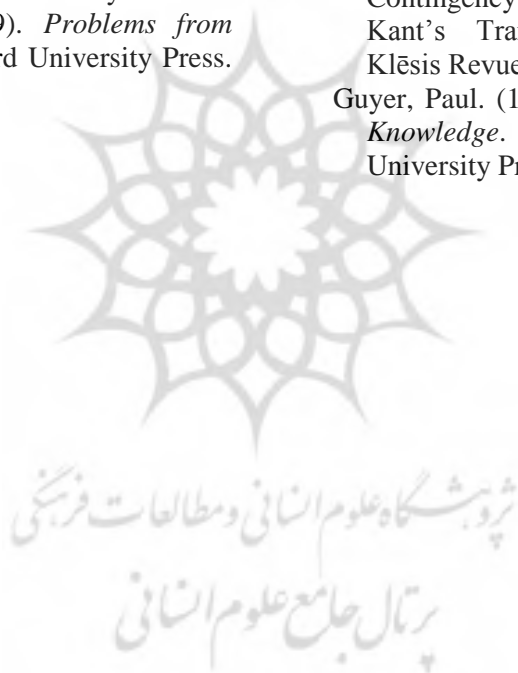 9). Problems from
rd University Press.
Contingency
Kant's Tra
Klēsis Revue
Guyer, Paul. (1
Knowledge.
University Pr
پژوهشگاه علوم انسانی و مطالعات فرهنگی
پرتال جامع علوم انسانی